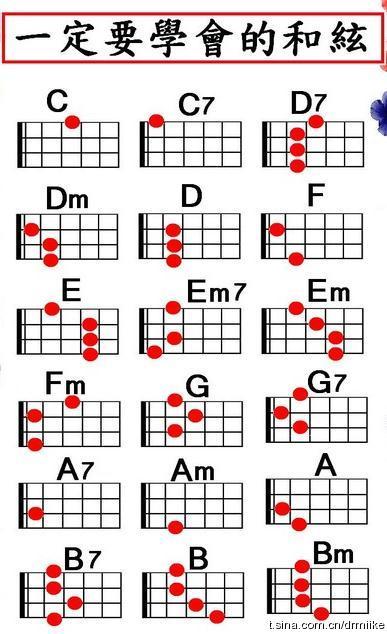 一定要學會的和絃
C C7 D7
Dm D F
E Em7 Em
Fm G G7
A7 Am A
B7 B Bm
t.sina.com.cn/drmiike